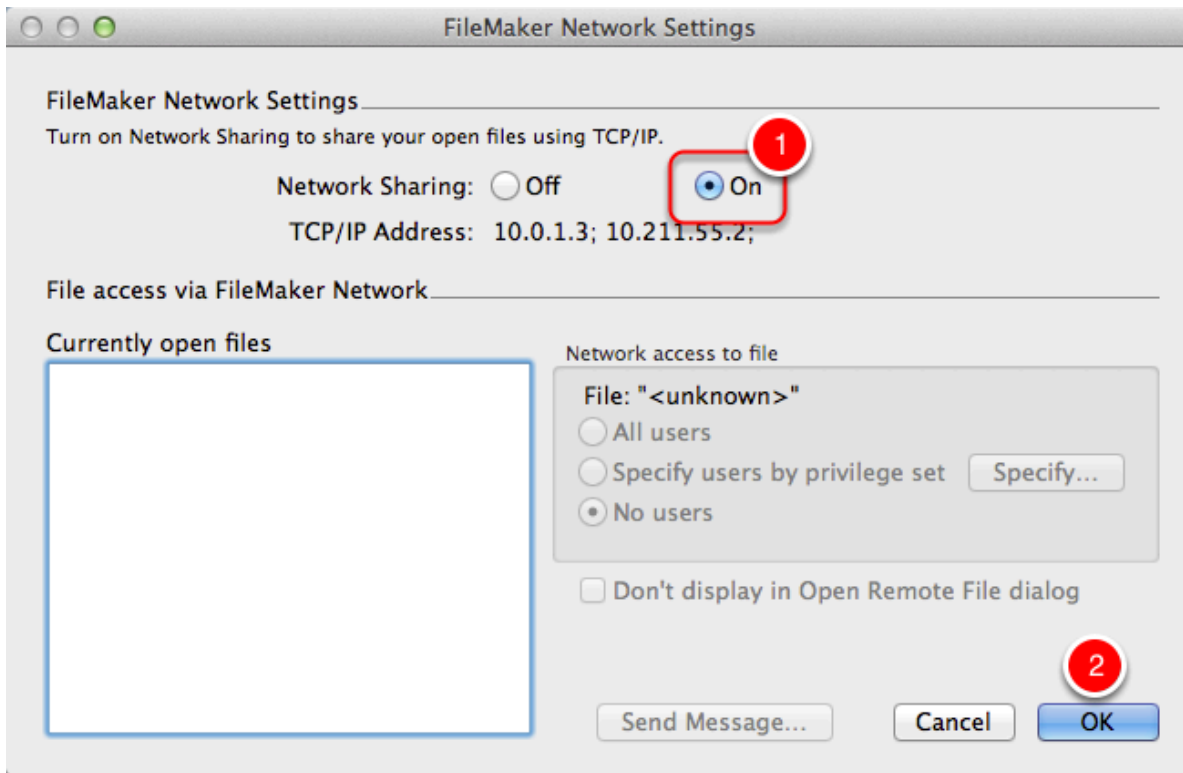 FileMaker Network Settings
FileMaker Network Settings
Turn on Network Sharing to share your open files using TCP/IP.
1
Network Sharing: Off On
TCP/IP Address: 10.0.1.3; 10.211.55.2;
File access via FileMaker Network
Currently open files
Network access to file
File: "<unknown>"
All users
Specify users by privilege set Specify...
No users
Don't display in Open Remote File dialog
2
Send Message... Cancel OK